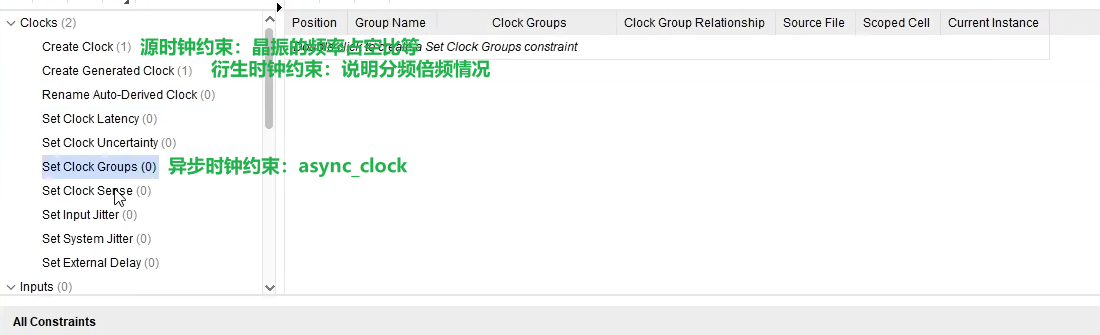 Clocks (2)
Position Group Name Clock Groups Clock Group Relationship Source File Scoped Cell Current Instance
Create Clock (1) 源时钟约束：晶振的频率占空比等
click to create a Set Clock Groups constraint
Create Generated Clock (1) 衍生时钟约束：说明分频倍频情况
Rename Auto-Derived Clock (0)
Set Clock Latency (0)
Set Clock Uncertainty (0)
Set Clock Groups (0) 异步时钟约束：async_clock
Set Clock Sense (0)
Set Input Jitter (0)
Set System Jitter (0)
Set External Delay (0)
Inputs (0)
All Constraints